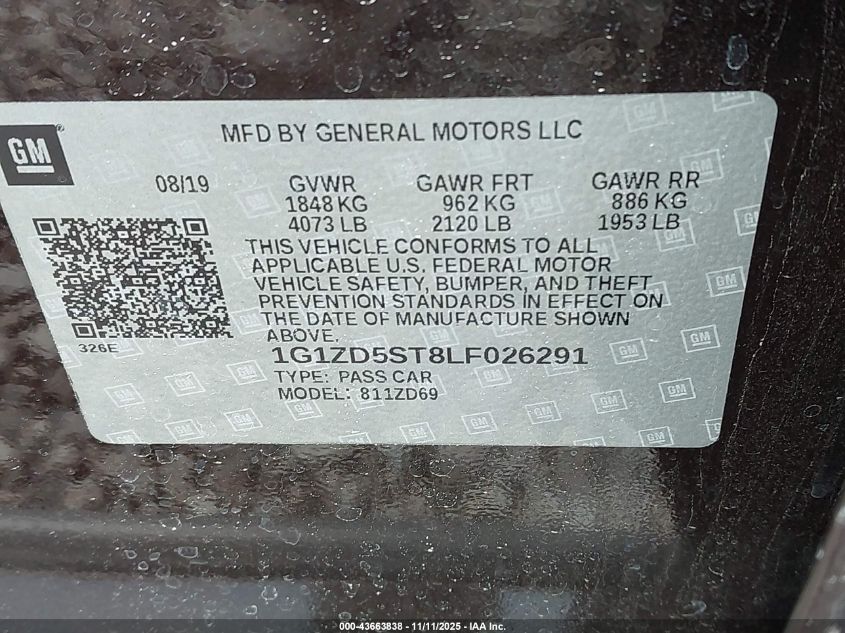 GM
MFD BY GENERAL MOTORS LLC
08/19 GVWR GAWR FRT GAWR RR
1848 KG 962 KG 886 KG
4073 LB 2120 LB 1953 LB
THIS VEHICLE CONFORMS TO ALL
APPLICABLE U.S. FEDERAL MOTOR
VEHICLE SAFETY, BUMPER, AND THEFT
PREVENTION STANDARDS IN EFFECT ON
THE DATE OF MANUFACTURE SHOWN
ABOVE.
326E
1G1ZD5ST8LF026291
TYPE: PASS CAR
MODEL: 811ZD69
000-43663838 - 11/11/2025 - IAA Inc.